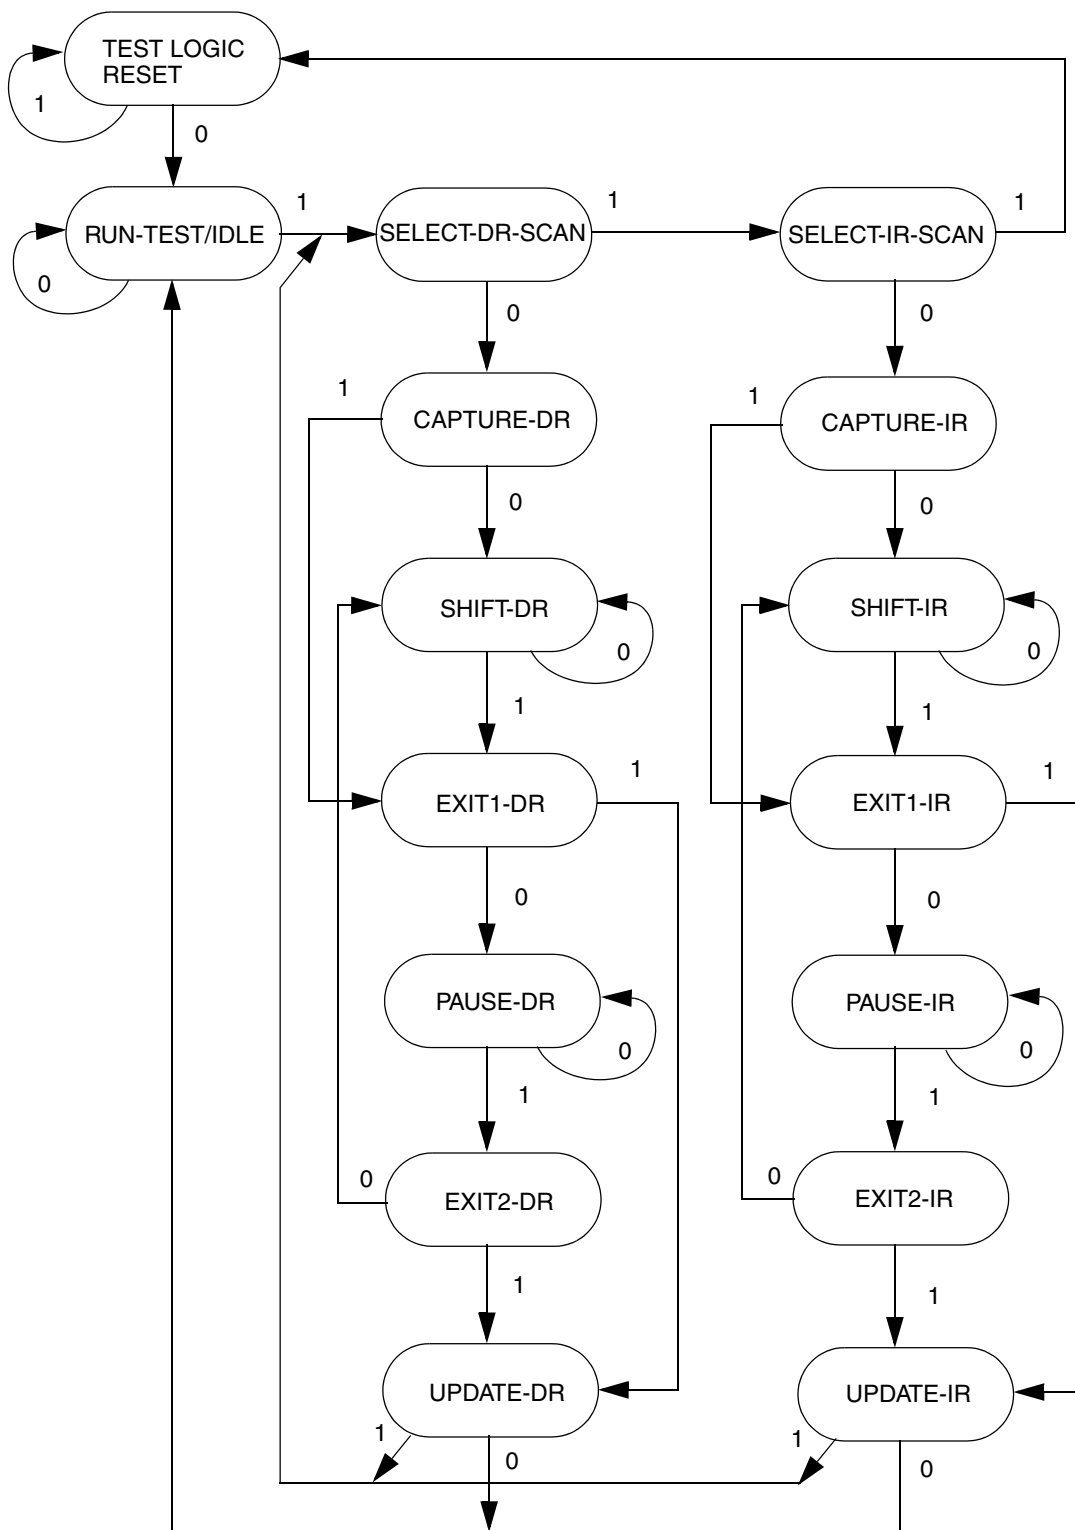 TEST LOGIC
RESET
1
0
RUN-TEST/IDLE
1
SELECT-DR-SCAN
1
SELECT-IR-SCAN
1
0
0
0
1
CAPTURE-DR
1
CAPTURE-IR
0
0
SHIFT-DR
0
SHIFT-IR
0
1
1
EXIT1-DR
1
EXIT1-IR
1
0
0
PAUSE-DR
0
PAUSE-IR
0
1
1
0
EXIT2-DR
0
EXIT2-IR
1
1
UPDATE-DR
UPDATE-IR
1
0
1
0